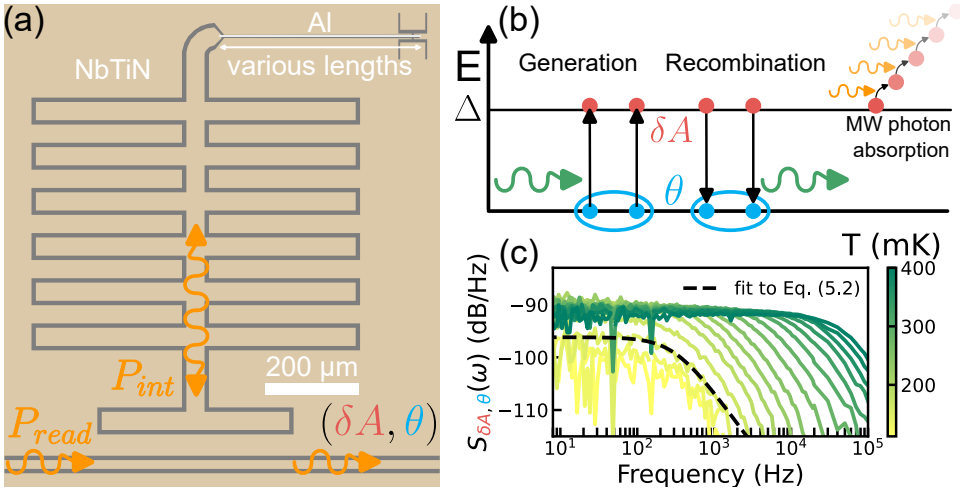 (a)
Al
NbTiN
various lengths
P_int
200 μm
P_read
(δA, θ)
(b)
E
Δ
Generation
Recombination
δA
θ
MW photon
absorption
(c)
T (mK)
400
300
200
fit to Eq. (5.2)
S_δA, θ(ω) (dB/Hz)
−90
−100
−110
10¹
10²
10³
10⁴
10⁵
Frequency (Hz)